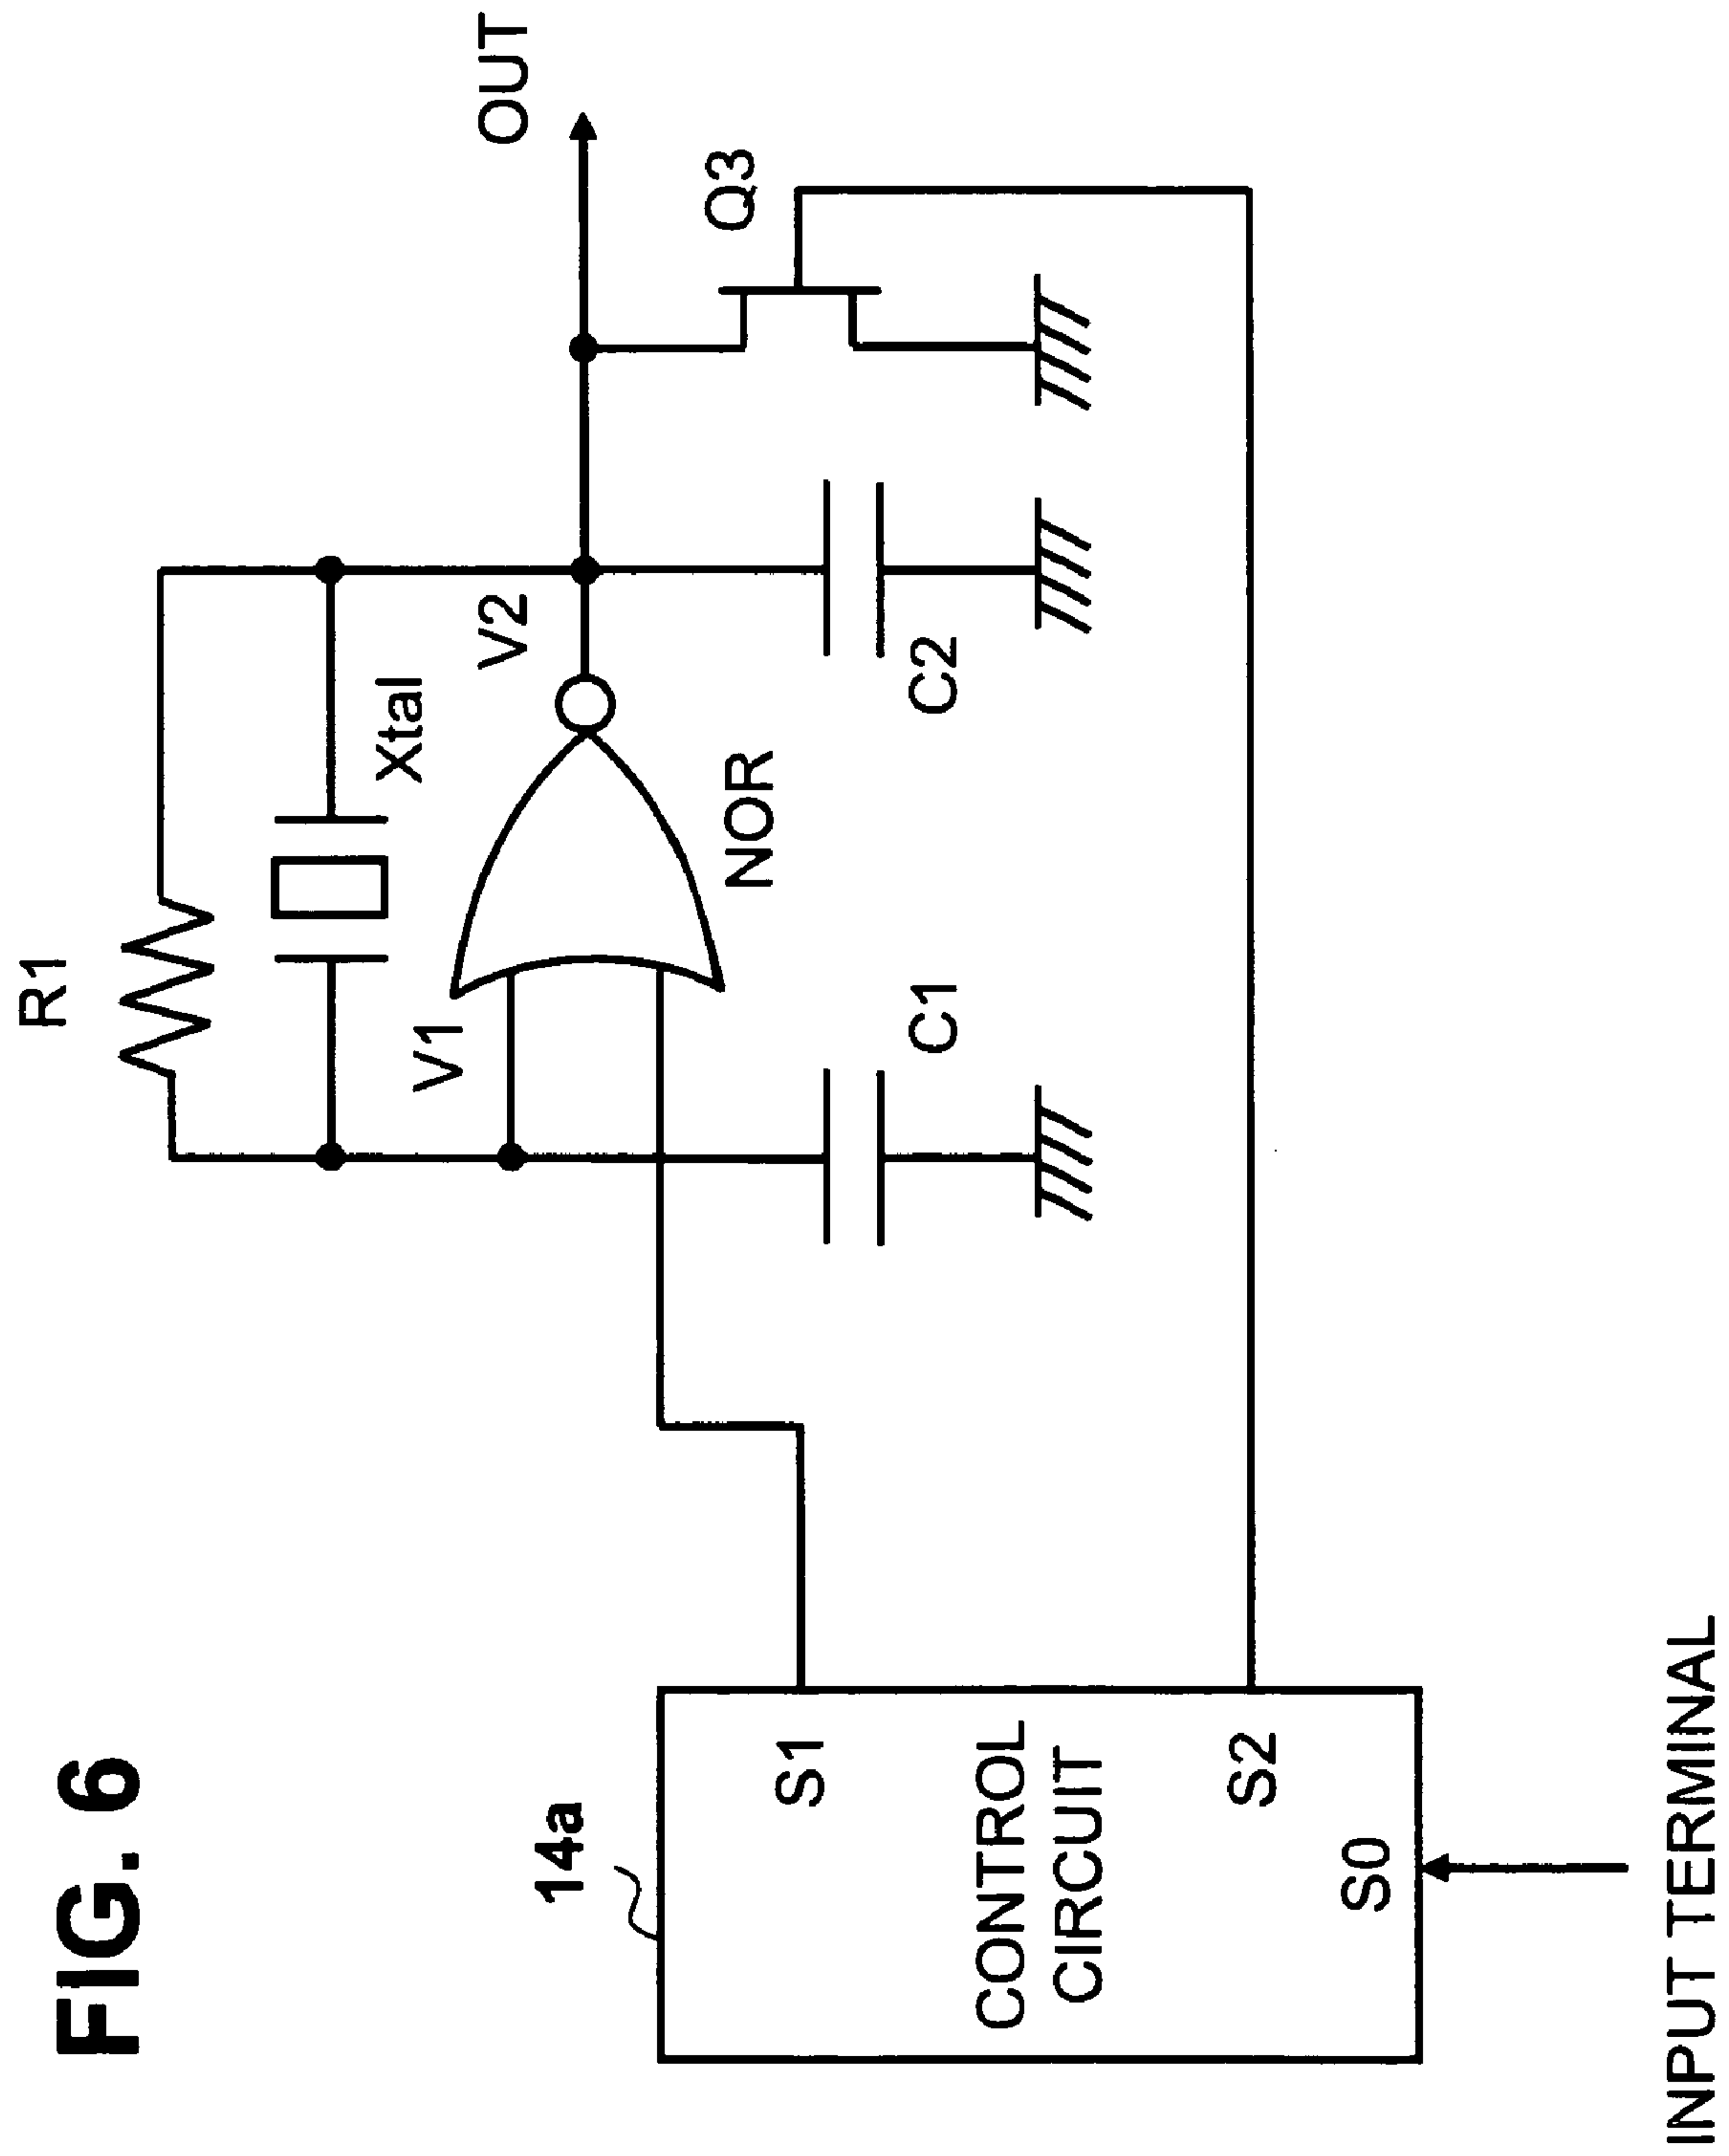 FIG. 6
R1
Xtal
V1
V2
OUT
NOR
Q3
C1
C2
14a
S1
CONTROL
CIRCUIT
S2
S0
INPUT TERMINAL